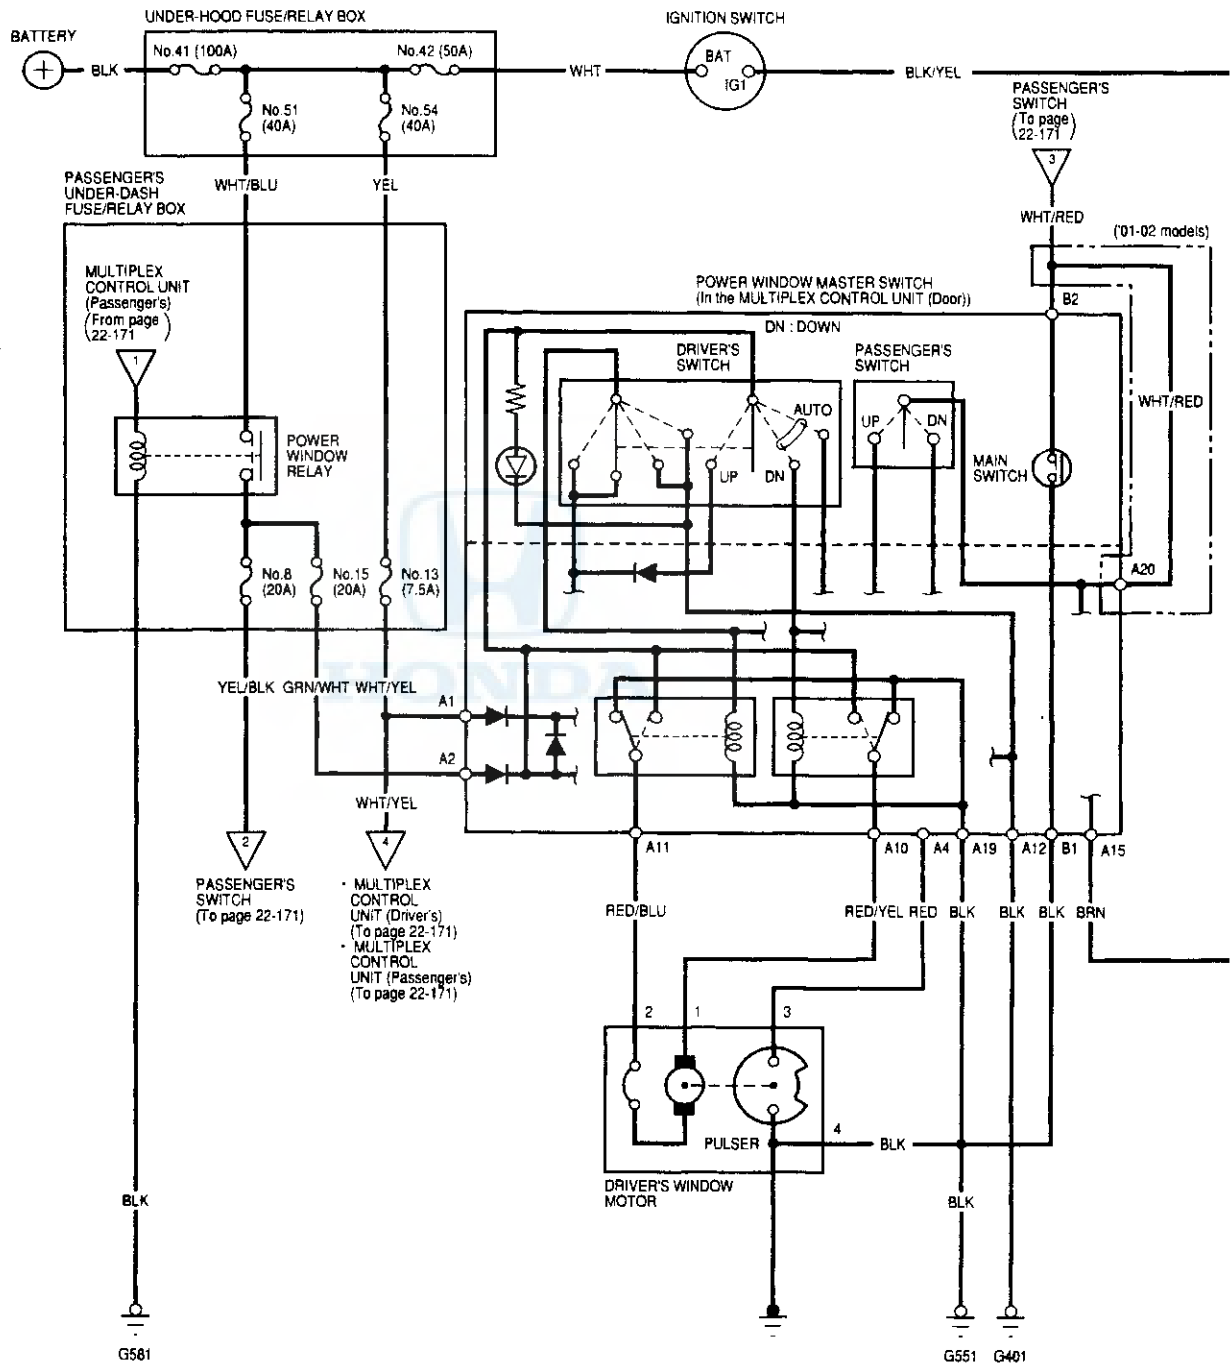 UNDER-HOOD FUSE/RELAY BOX
IGNITION SWITCH
BATTERY
No.41 (100A)
No.42 (50A)
BLK
WHT
BAT
IG1
BLK/YEL
No.51
(40A)
No.54
(40A)
PASSENGER'S
SWITCH
(To page
22-171)
3
WHT/BLU
YEL
PASSENGER'S
UNDER-DASH
FUSE/RELAY BOX
WHT/RED
('01-02 models)
MULTIPLEX
CONTROL UNIT
(Passenger's)
(From page
22-171)
1
POWER WINDOW MASTER SWITCH
(In the MULTIPLEX CONTROL UNIT (Door))
B2
DN : DOWN
DRIVER'S
SWITCH
PASSENGER'S
SWITCH
WHT/RED
AUTO
UP
DN
UP
DN
POWER
WINDOW
RELAY
MAIN
SWITCH
No.8
(20A)
No.15
(20A)
No.13
(7.5A)
A20
HONDA
YEL/BLK
GRN/WHT
WHT/YEL
A1
A2
WHT/YEL
2
4
A11
A10
A4
A19
A12
B1
A15
PASSENGER'S
SWITCH
(To page 22-171)
· MULTIPLEX
CONTROL
UNIT (Driver's)
(To page 22-171)
· MULTIPLEX
CONTROL
UNIT (Passenger's)
(To page 22-171)
RED/BLU
RED/YEL
RED
BLK
BLK
BLK
BRN
2
1
3
PULSER
4
BLK
DRIVER'S WINDOW
MOTOR
BLK
BLK
G581
G551
G401